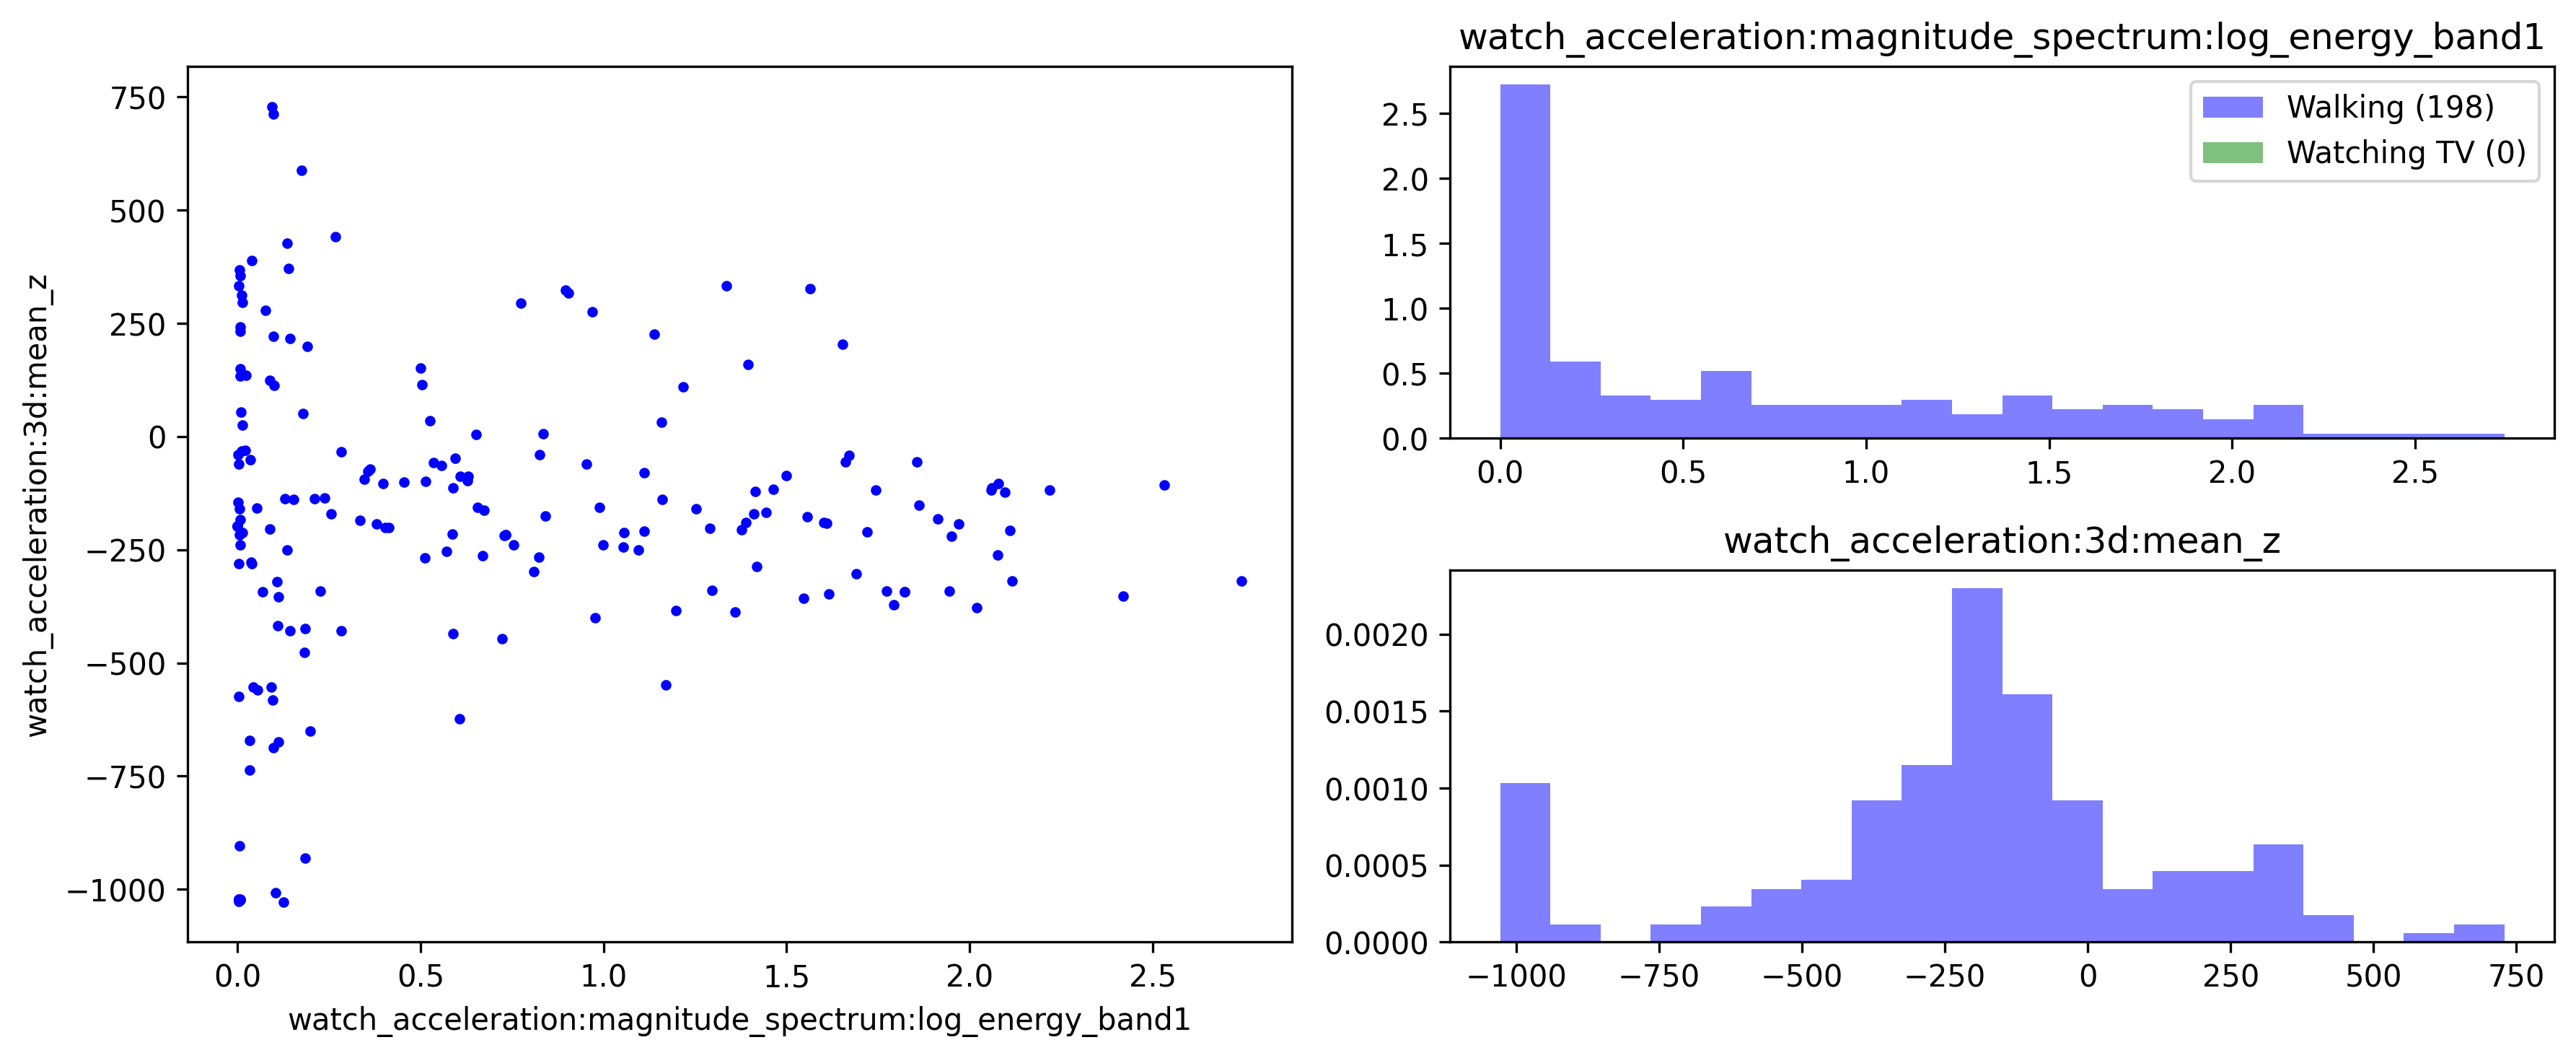 watch_acceleration:3d:mean_z
750
500
250
0
−250
−500
−750
−1000
0.0 0.5 1.0 1.5 2.0 2.5
watch_acceleration:magnitude_spectrum:log_energy_band1
watch_acceleration:magnitude_spectrum:log_energy_band1
2.5
2.0
1.5
1.0
0.5
0.0
Walking (198)
Watching TV (0)
0.0 0.5 1.0 1.5 2.0 2.5
watch_acceleration:3d:mean_z
0.0020
0.0015
0.0010
0.0005
0.0000
−1000 −750 −500 −250 0 250 500 750